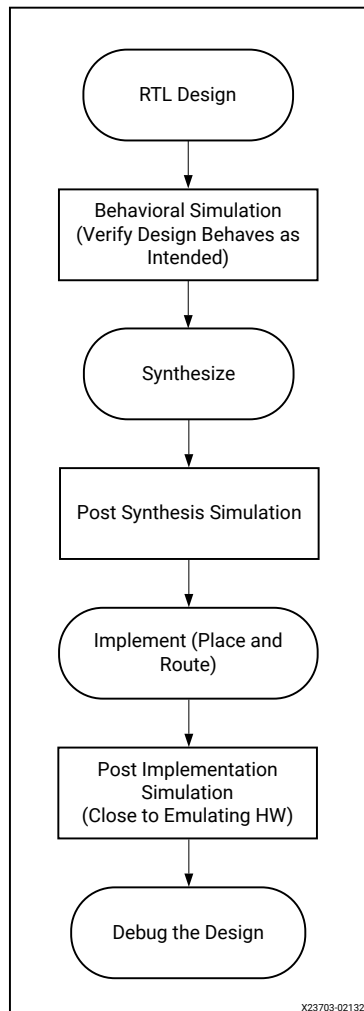 RTL Design
Behavioral Simulation
(Verify Design Behaves as
Intended)
Synthesize
Post Synthesis Simulation
Implement (Place and
Route)
Post Implementation
Simulation
(Close to Emulating HW)
Debug the Design
X23703-02132